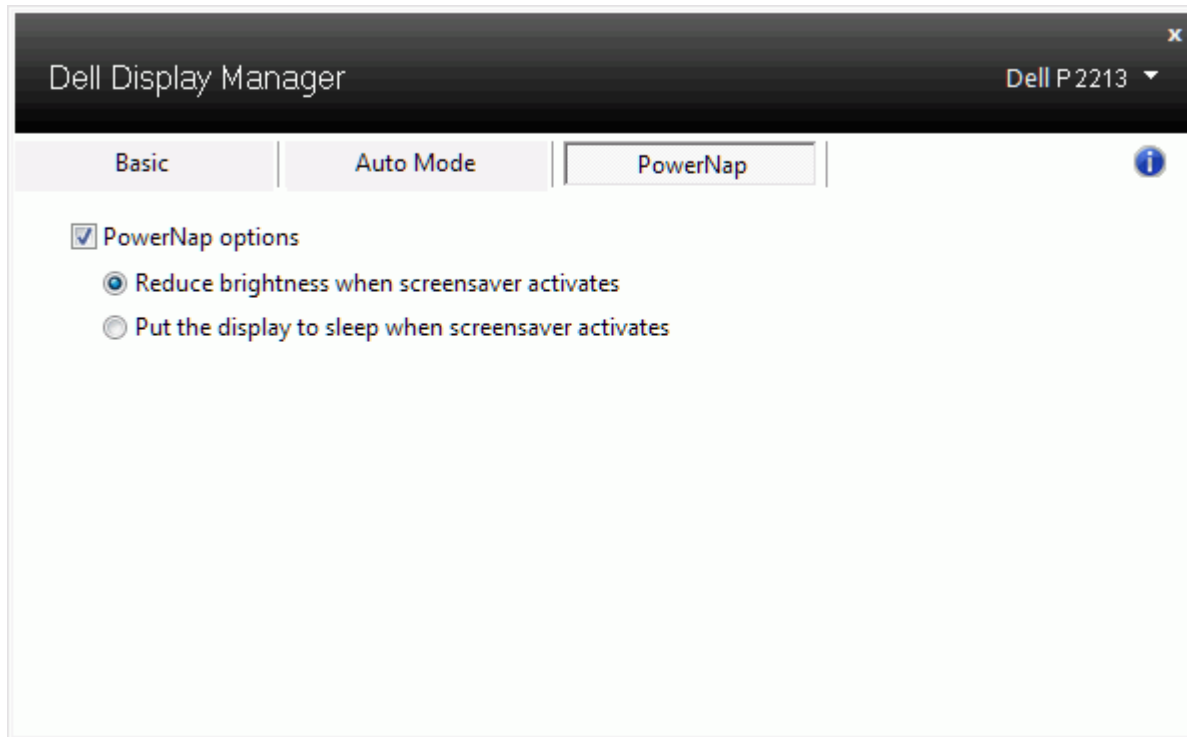 x
Dell Display Manager
Dell P2213
Basic
Auto Mode
PowerNap
i
PowerNap options
Reduce brightness when screensaver activates
Put the display to sleep when screensaver activates